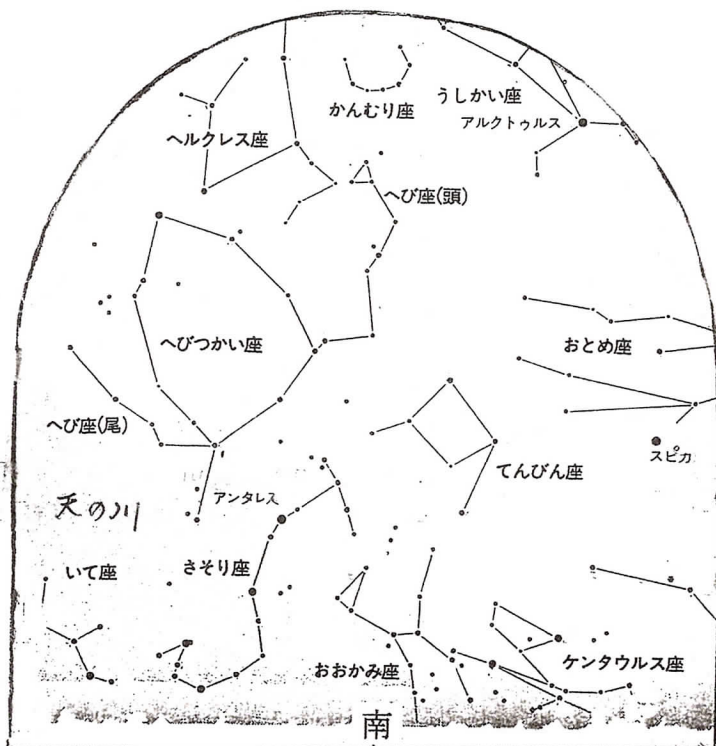 うしかい座
かんむり座
アルクトゥルス
ヘルクレス座
へび座(頭)
へびつかい座
おとめ座
へび座(尾)
スピカ
てんびん座
アンタレス
天の川
いて座
さそり座
おおかみ座
ケンタウルス座
南